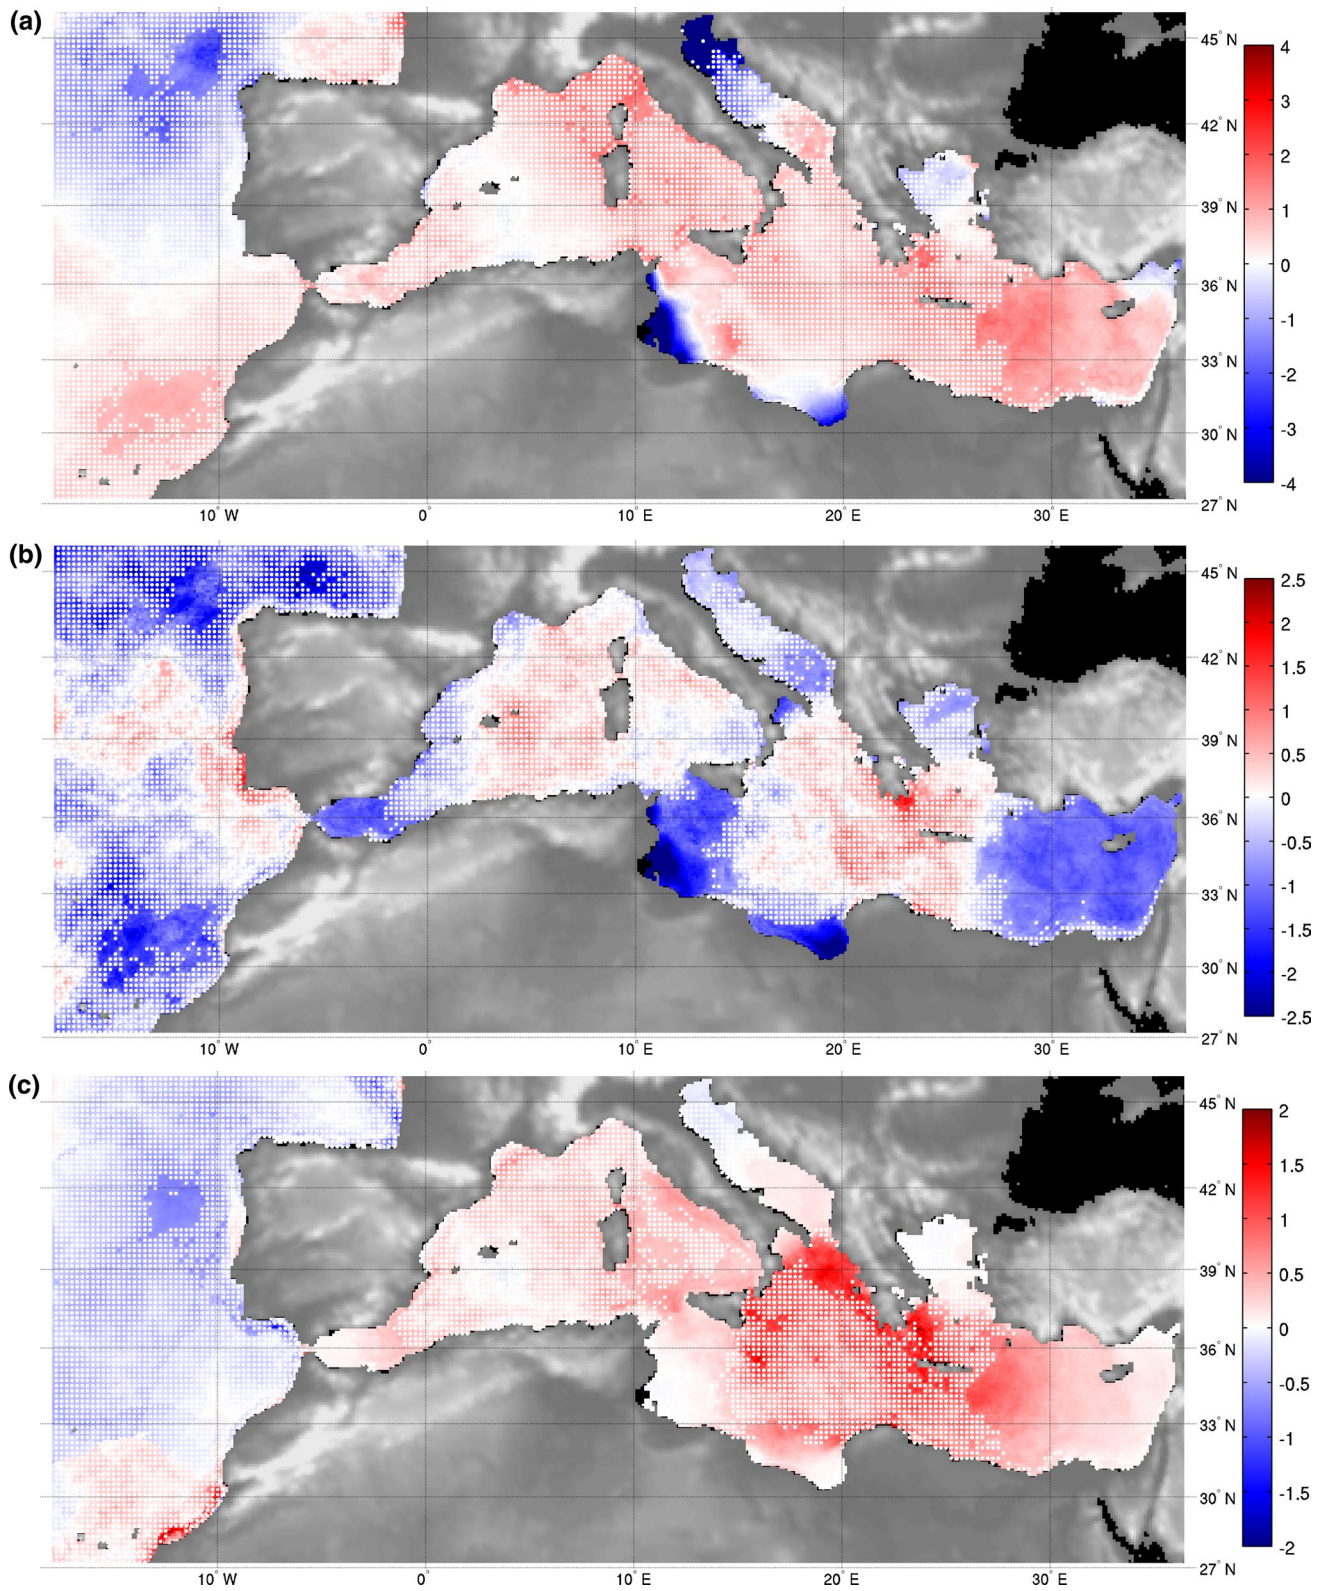 (a)
45° N
42° N
39° N
36° N
33° N
30° N
27° N
10° W
0
10° E
20° E
30° E
4
3
2
1
0
-1
-2
-3
-4
(b)
45° N
42° N
39° N
36° N
33° N
30° N
27° N
10° W
0
10° E
20° E
30° E
2.5
2
1.5
1
0.5
0
-0.5
-1
-1.5
-2
-2.5
(c)
45° N
42° N
39° N
36° N
33° N
30° N
27° N
10° W
0
10° E
20° E
30° E
2
1.5
1
0.5
0
-0.5
-1
-1.5
-2